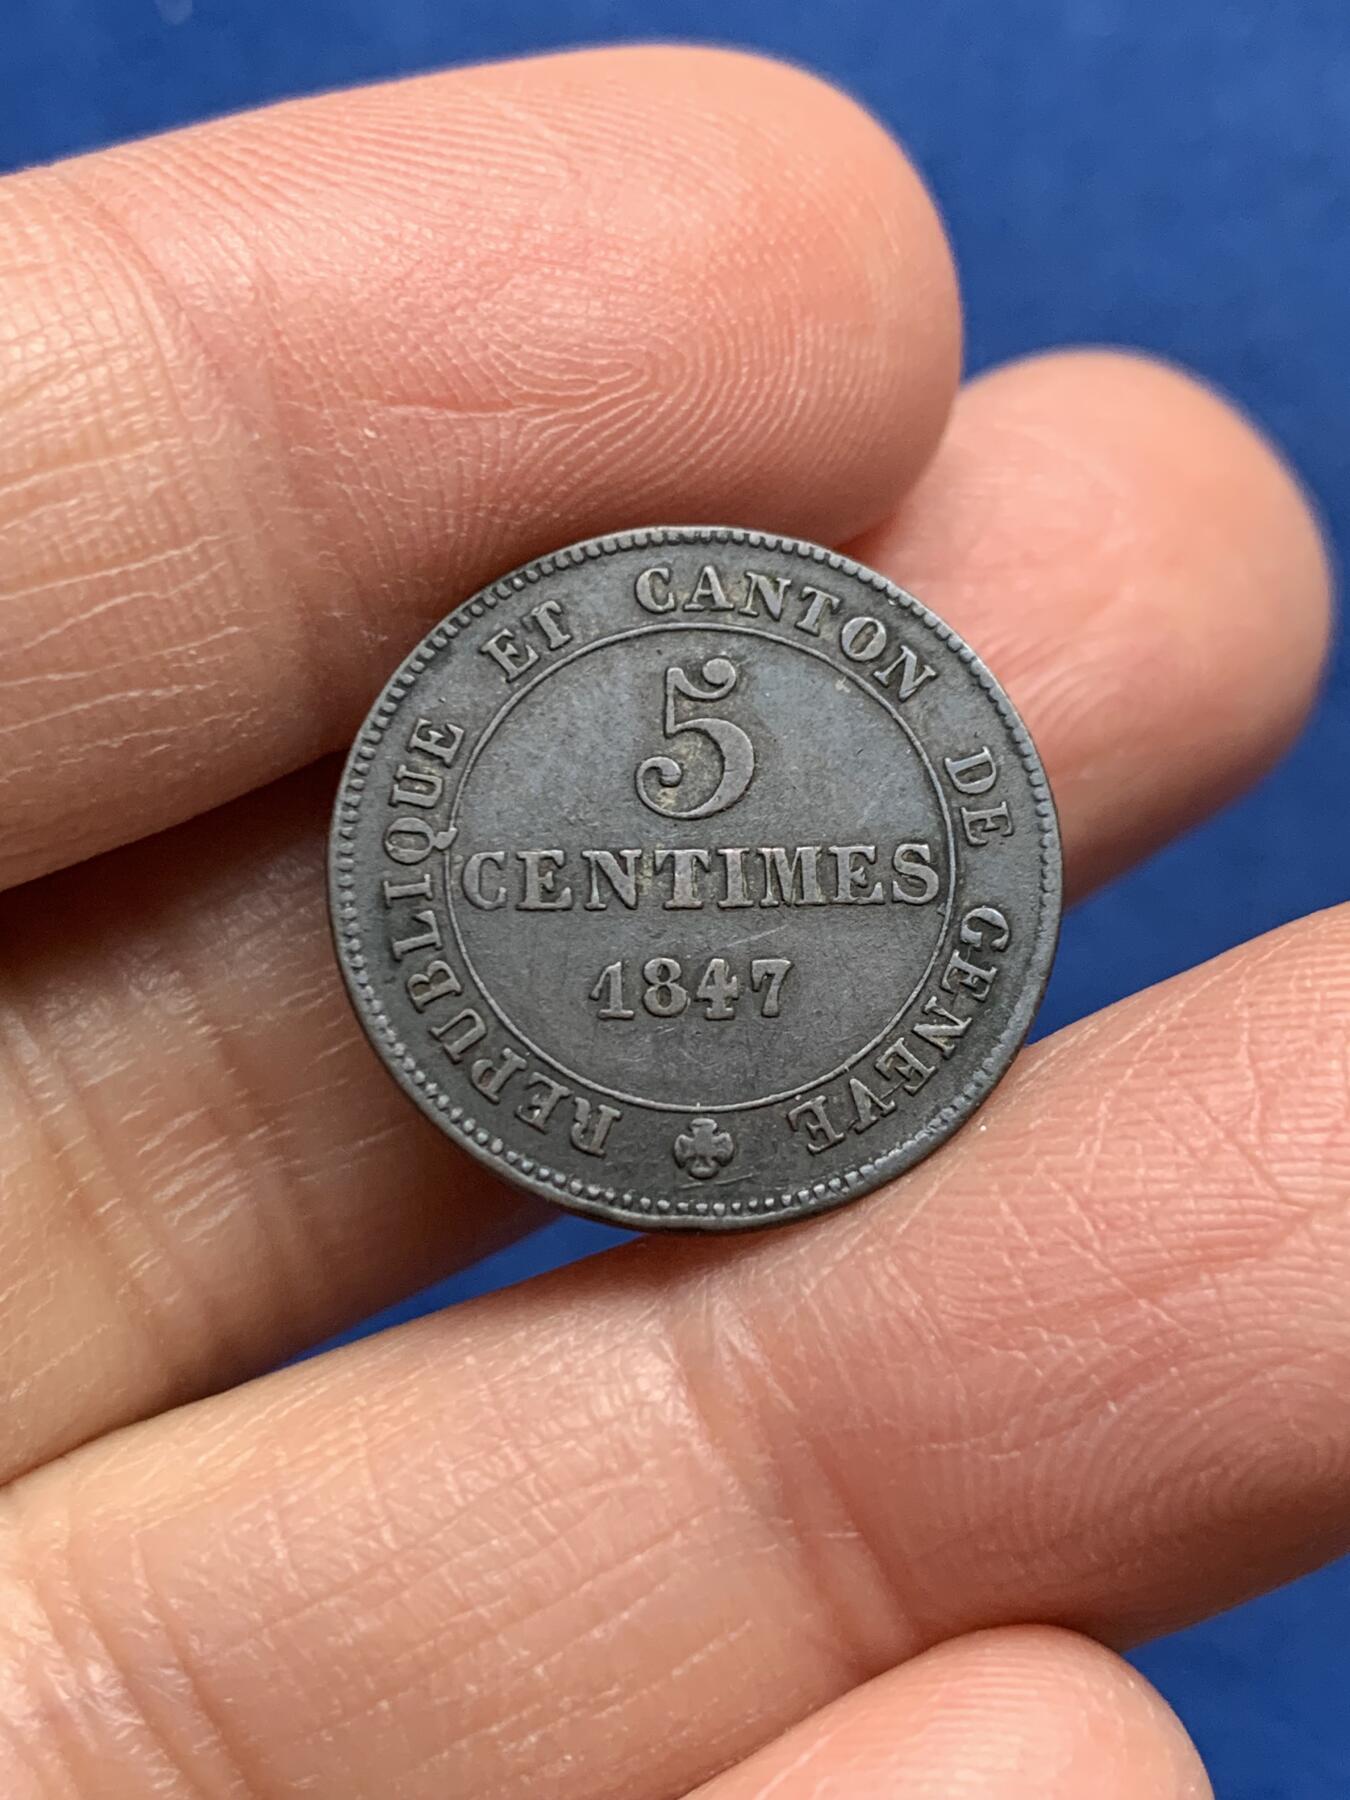 REPUBLIQUE ET CANTON DE GENEVE
5
CENTIMES
1847